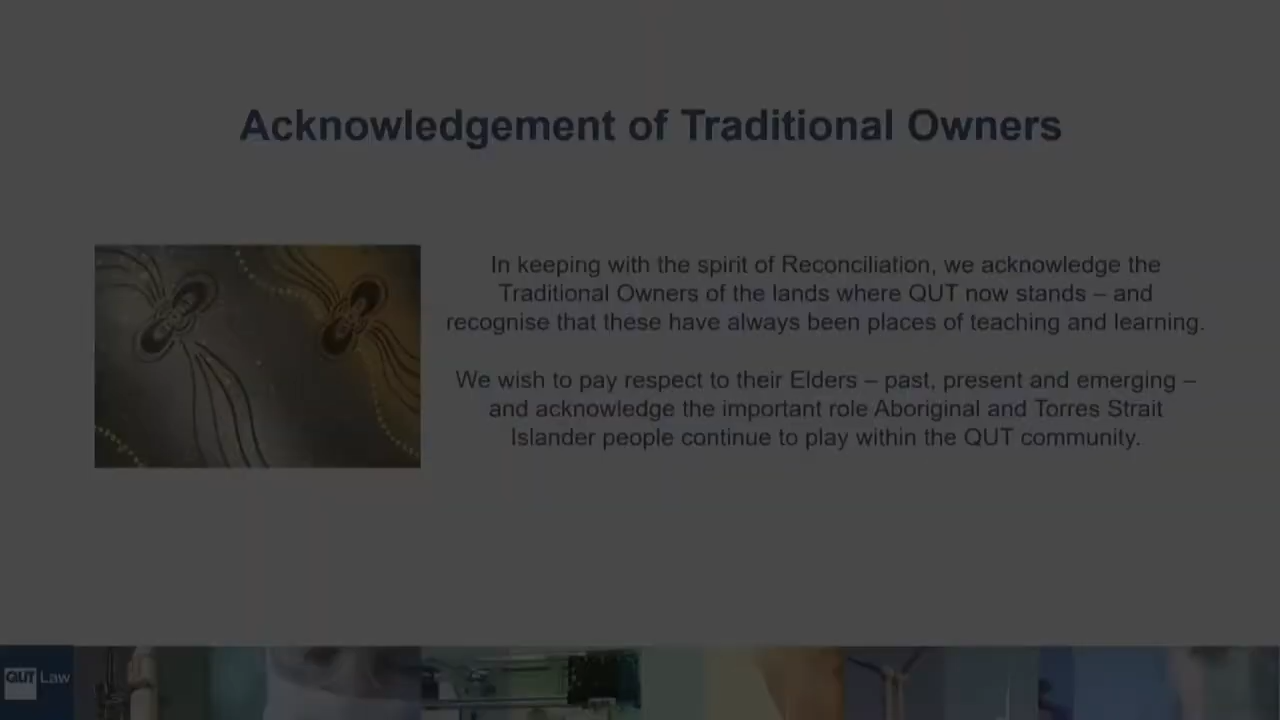 Acknowledgement of Traditional Owners
In keeping with the spirit of Reconciliation, we acknowledge the
Traditional Owners of the lands where QUT now stands – and
recognise that these have always been places of teaching and learning.
We wish to pay respect to their Elders – past, present and emerging –
and acknowledge the important role Aboriginal and Torres Strait
Islander people continue to play within the QUT community.
QUT Law